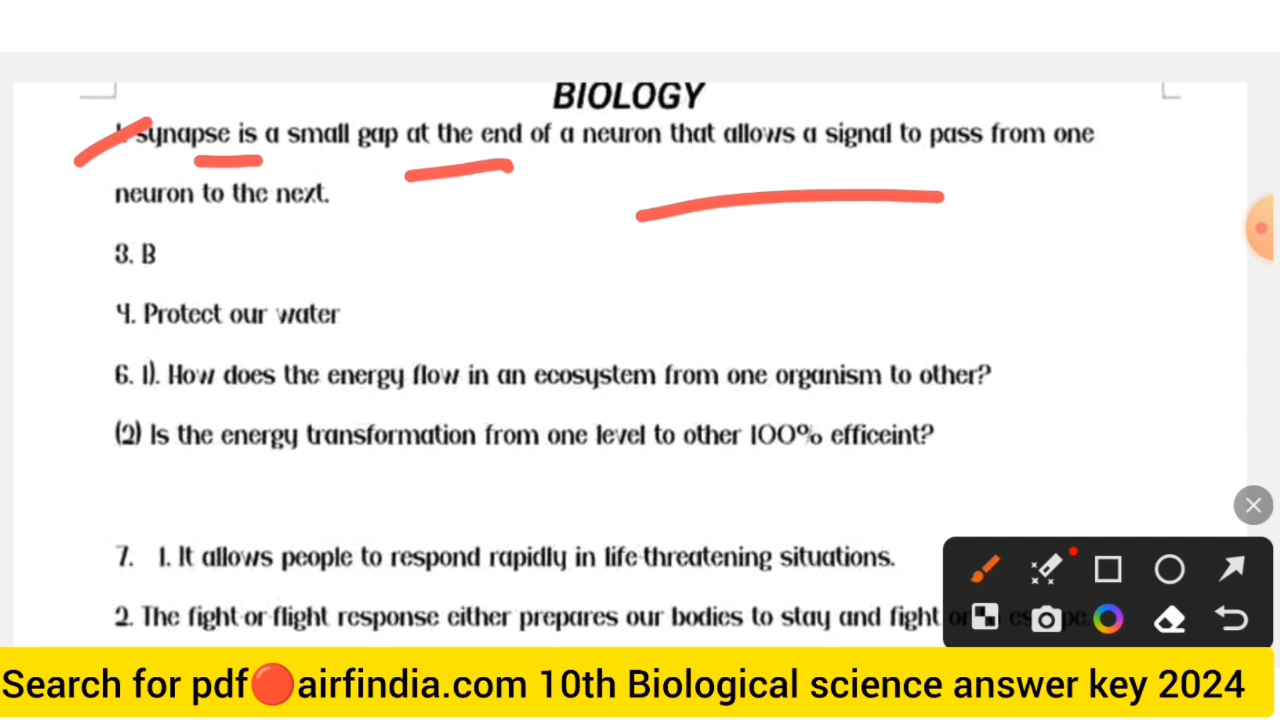 BIOLOGY
synapse is a small gap at the end of a neuron that allows a signal to pass from one
neuron to the next.
3. B
4. Protect our water
6. 1). How does the energy flow in an ecosystem from one organism to other?
(2) Is the energy transformation from one level to other 100% efficeint?
7. 1. It allows people to respond rapidly in life-threatening situations.
2. The fight-or-flight response either prepares our bodies to stay and fight
Search for pdf🔴airfindia.com 10th Biological science answer key 2024